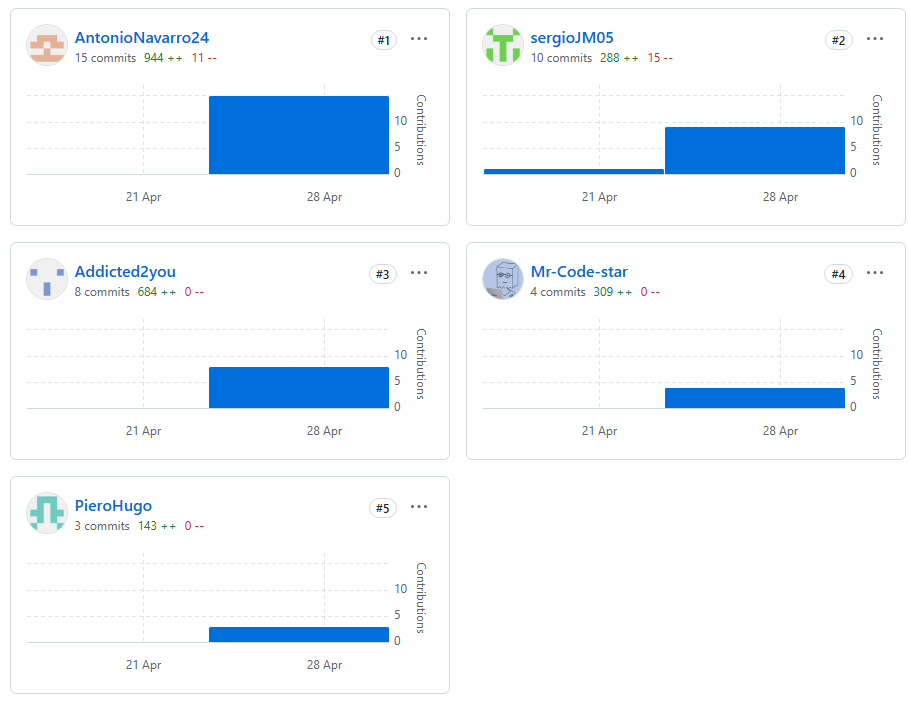 AntonioNavarro24
#1
15 commits 944 ++ 11 --
Contributions
10
5
0
21 Apr 28 Apr
sergioJM05
#2
10 commits 288 ++ 15 --
Contributions
10
5
0
21 Apr 28 Apr
Addicted2you
#3
8 commits 684 ++ 0 --
Contributions
10
5
0
21 Apr 28 Apr
Mr-Code-star
#4
4 commits 309 ++ 0 --
Contributions
10
5
0
21 Apr 28 Apr
PieroHugo
#5
3 commits 143 ++ 0 --
Contributions
10
5
0
21 Apr 28 Apr